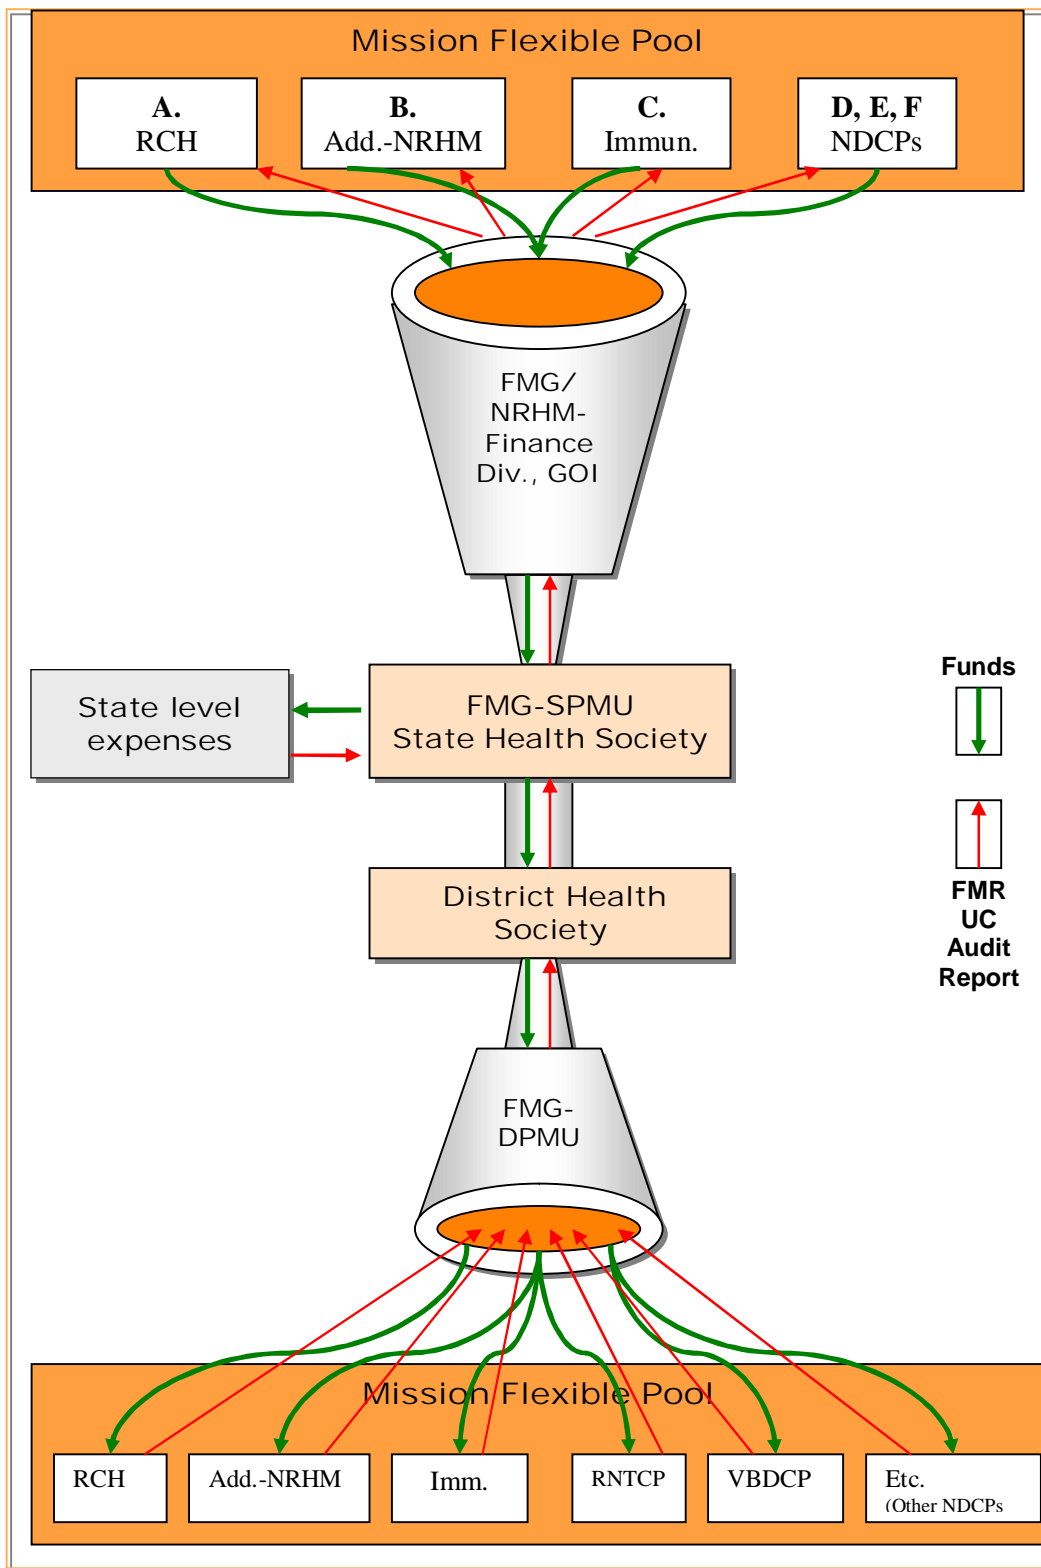 Mission Flexible Pool
A.
RCH
B.
Add.-NRHM
C.
Immun.
D, E, F
NDCPs
FMG/
NRHM-
Finance
Div., GOI
State level
expenses
FMG-SPMU
State Health Society
Funds
FMR
UC
Audit
Report
District Health
Society
FMG-
DPMU
Mission Flexible Pool
RCH
Add.-NRHM
Imm.
RNTCP
VBDCP
Etc.
(Other NDCPs